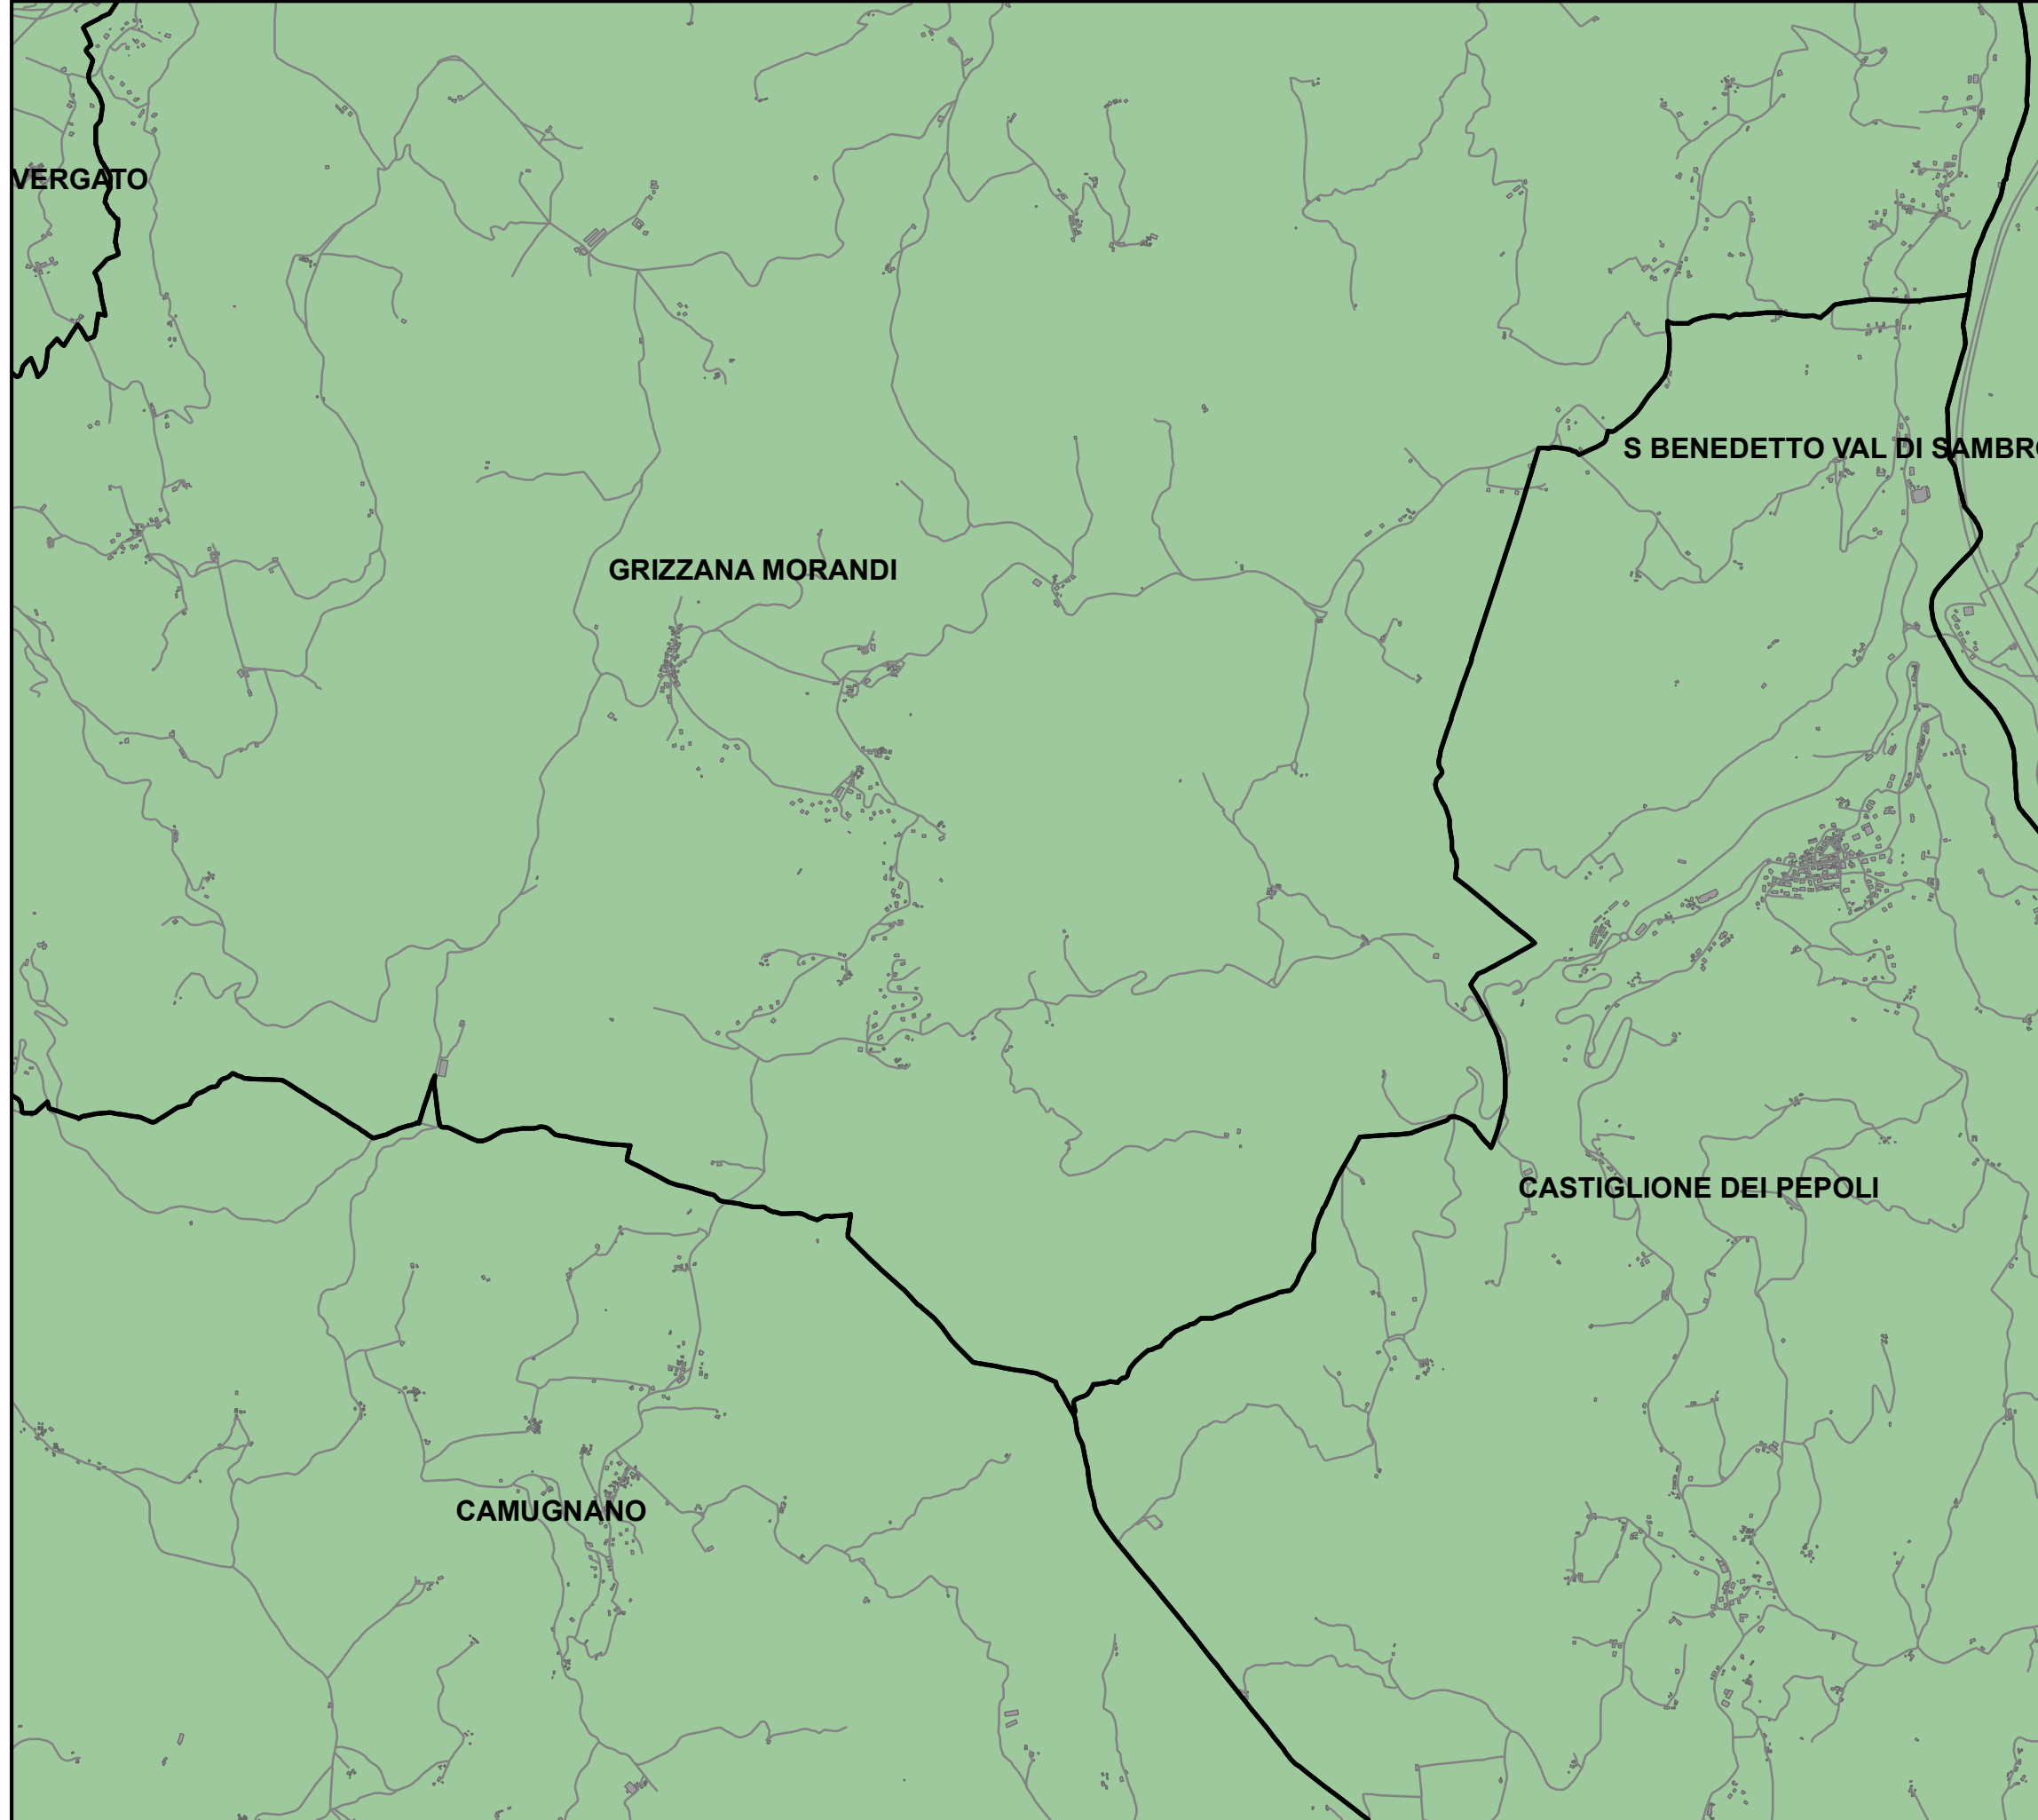 VERGATO
S BENEDETTO VAL DI SAMBRO
GRIZZANA MORANDI
CASTIGLIONE DEI PEPOLI
CAMUGNANO